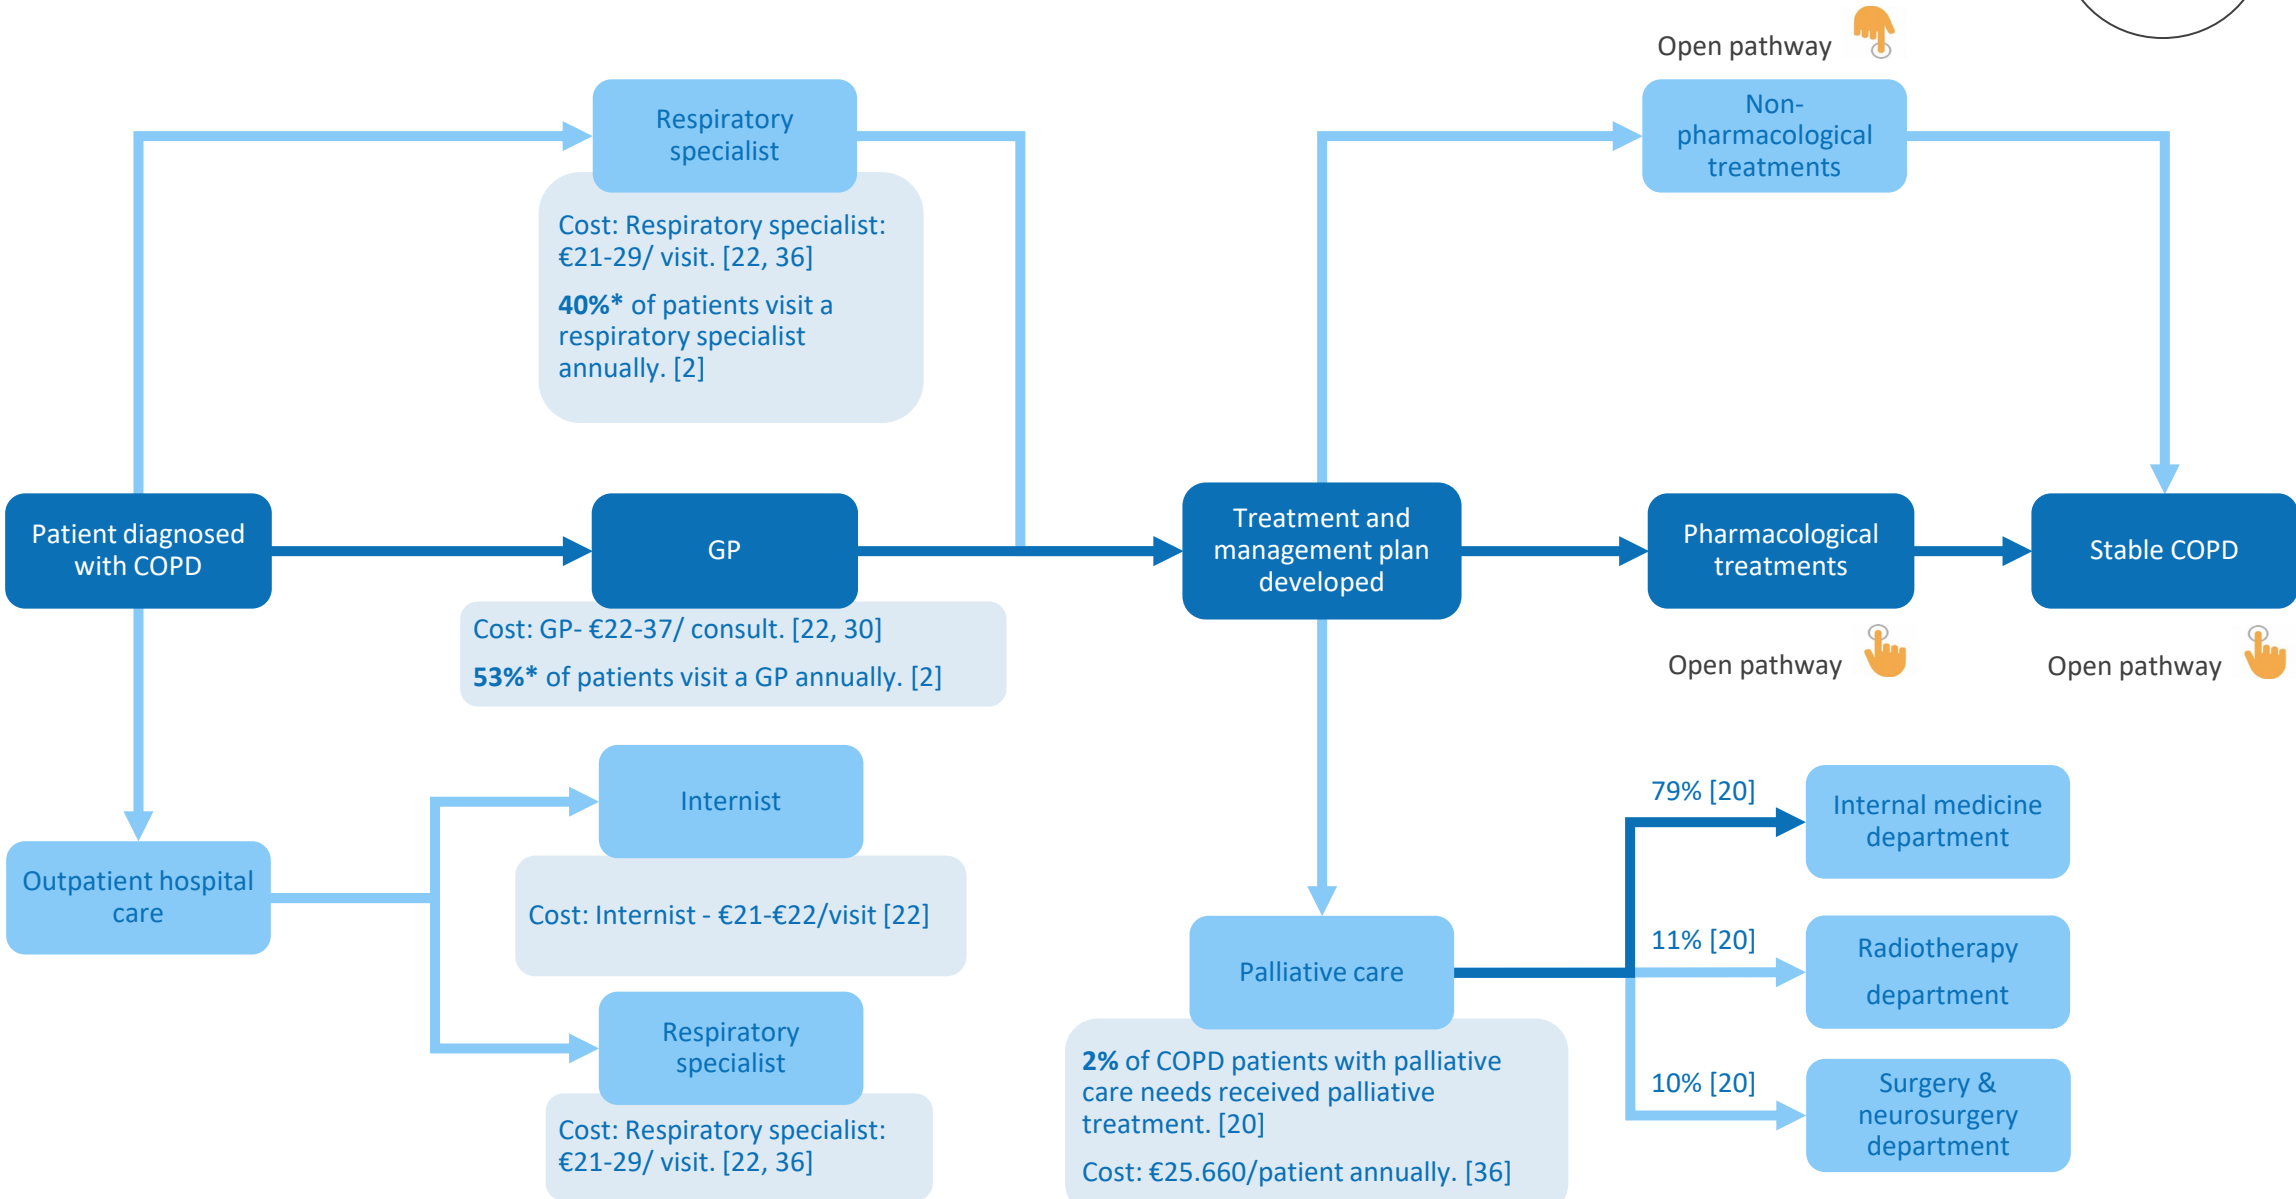 Open pathway
Respiratory
specialist
Non-
pharmacological
treatments
Cost: Respiratory specialist:
€21-29/ visit. [22, 36]
40%* of patients visit a
respiratory specialist
annually. [2]
Patient diagnosed
with COPD
GP
Treatment and
management plan
developed
Pharmacological
treatments
Stable COPD
Cost: GP- €22-37/ consult. [22, 30]
53%* of patients visit a GP annually. [2]
Open pathway
Open pathway
Internist
Cost: Internist - €21-€22/visit [22]
Outpatient hospital
care
Respiratory
specialist
Cost: Respiratory specialist:
€21-29/ visit. [22, 36]
Palliative care
2% of COPD patients with palliative
care needs received palliative
treatment. [20]
Cost: €25.660/patient annually. [36]
79% [20]
Internal medicine
department
11% [20]
Radiotherapy
department
10% [20]
Surgery &
neurosurgery
department